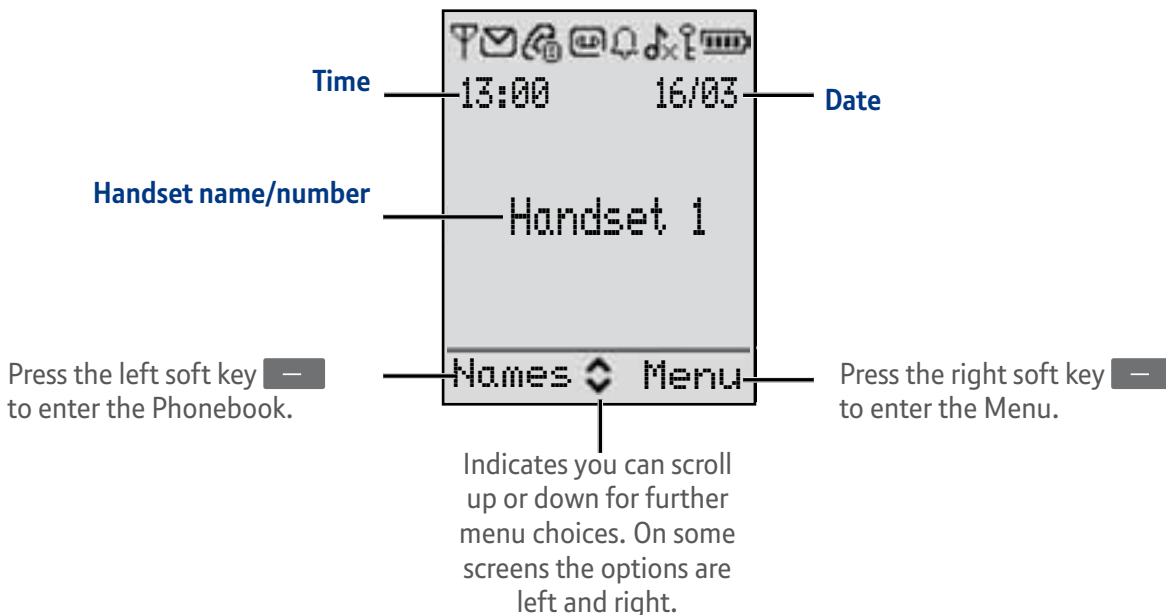 Time
13:00
16/03
Date
Handset name/number
Handset 1
Press the left soft key
to enter the Phonebook.
Names
Menu
Press the right soft key
to enter the Menu.
Indicates you can scroll
up or down for further
menu choices. On some
screens the options are
left and right.